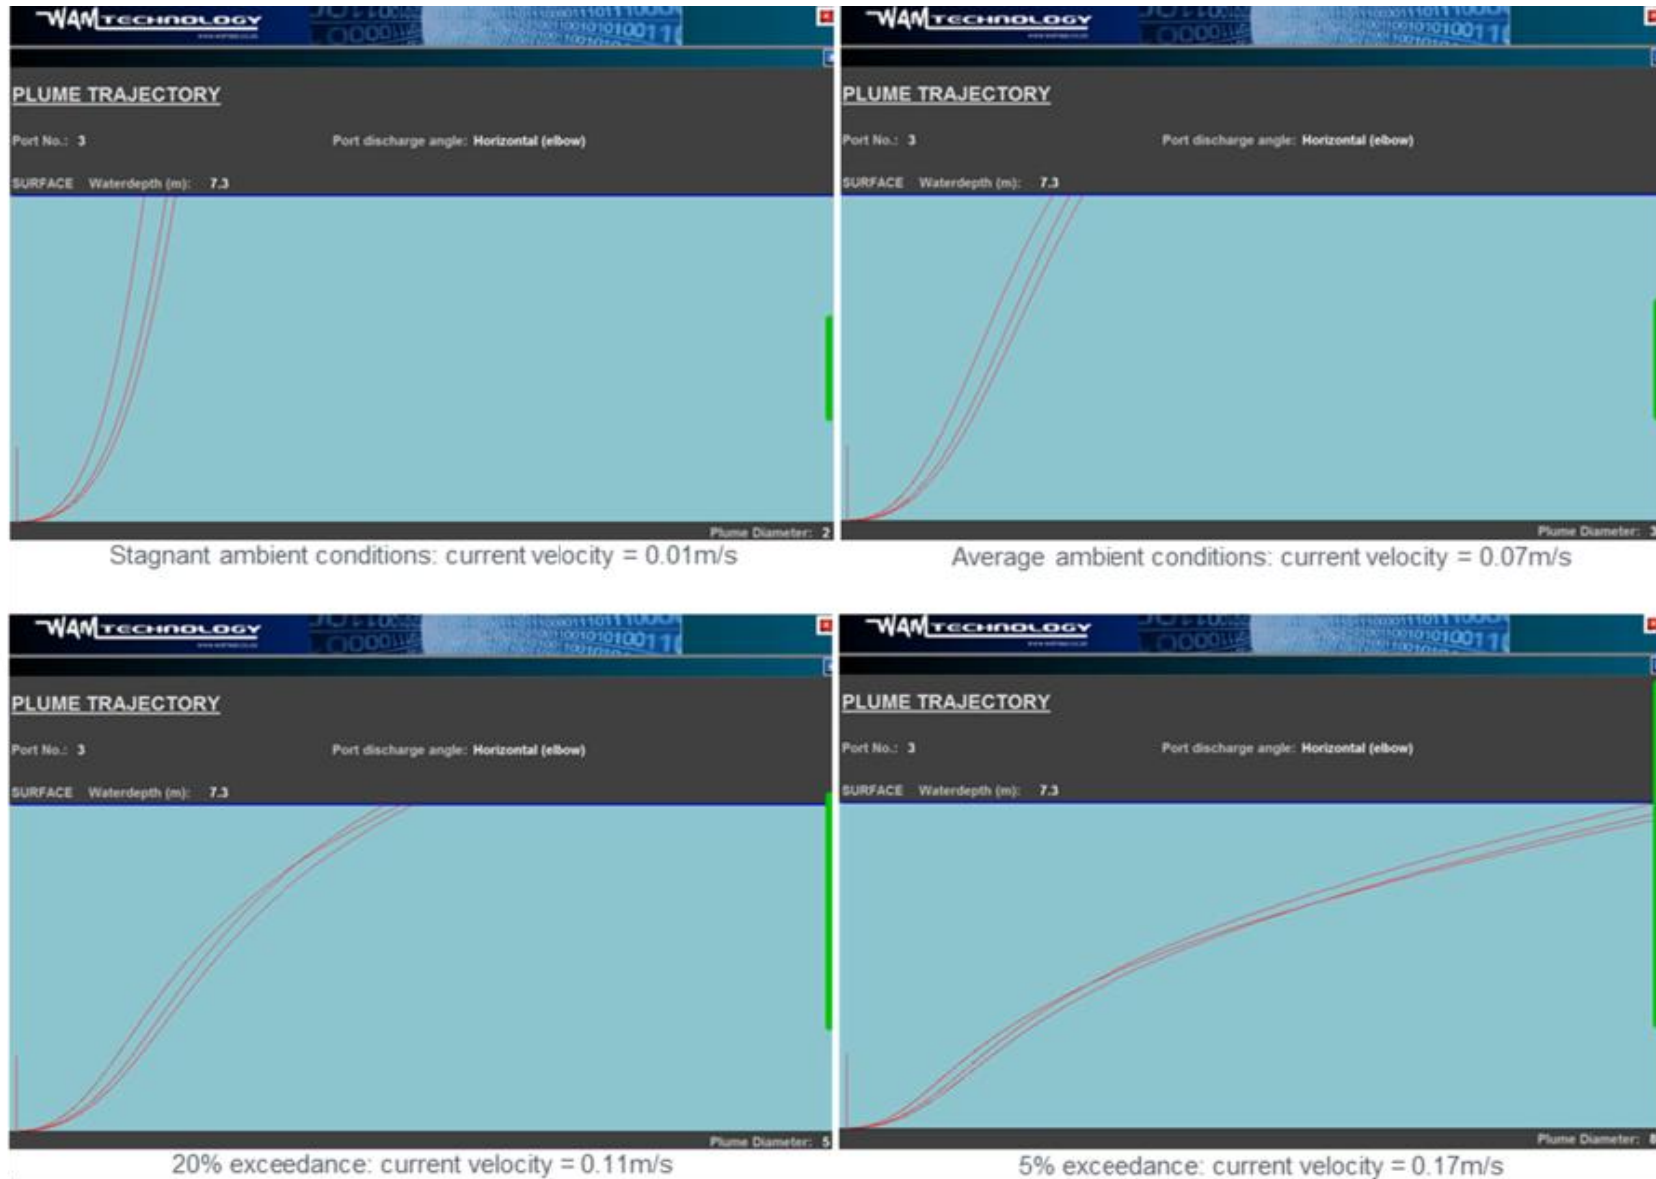 WAM TECHNOLOGY
PLUME TRAJECTORY
Port No.: 3 Port discharge angle: Horizontal (elbow)
SURFACE Waterdepth (m): 7.3
Plume Diameter: 2
Stagnant ambient conditions: current velocity = 0.01m/s
WAM TECHNOLOGY
PLUME TRAJECTORY
Port No.: 3 Port discharge angle: Horizontal (elbow)
SURFACE Waterdepth (m): 7.3
Plume Diameter: 3
Average ambient conditions: current velocity = 0.07m/s
WAM TECHNOLOGY
PLUME TRAJECTORY
Port No.: 3 Port discharge angle: Horizontal (elbow)
SURFACE Waterdepth (m): 7.3
Plume Diameter: 5
20% exceedance: current velocity = 0.11m/s
WAM TECHNOLOGY
PLUME TRAJECTORY
Port No.: 3 Port discharge angle: Horizontal (elbow)
SURFACE Waterdepth (m): 7.3
Plume Diameter: 8
5% exceedance: current velocity = 0.17m/s